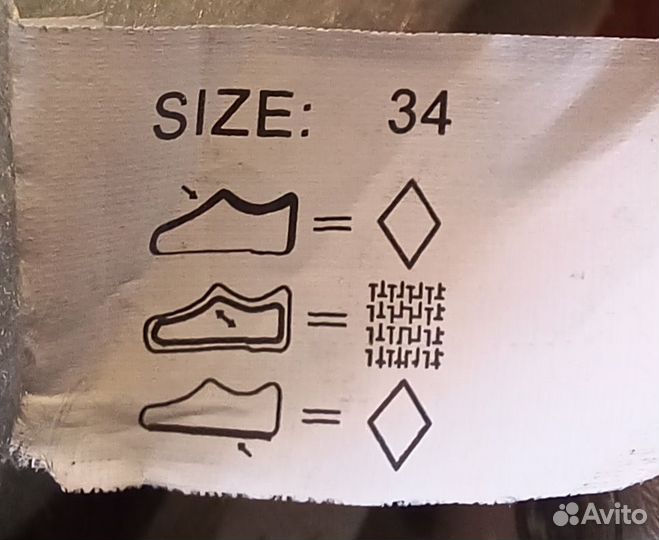 SIZE: 34
=
=
=
Avito